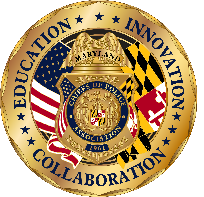 EDUCATION ★ INNOVATION
COLLABORATION
MARYLAND
CHIEFS OF POLICE
ASSOCIATION
1961